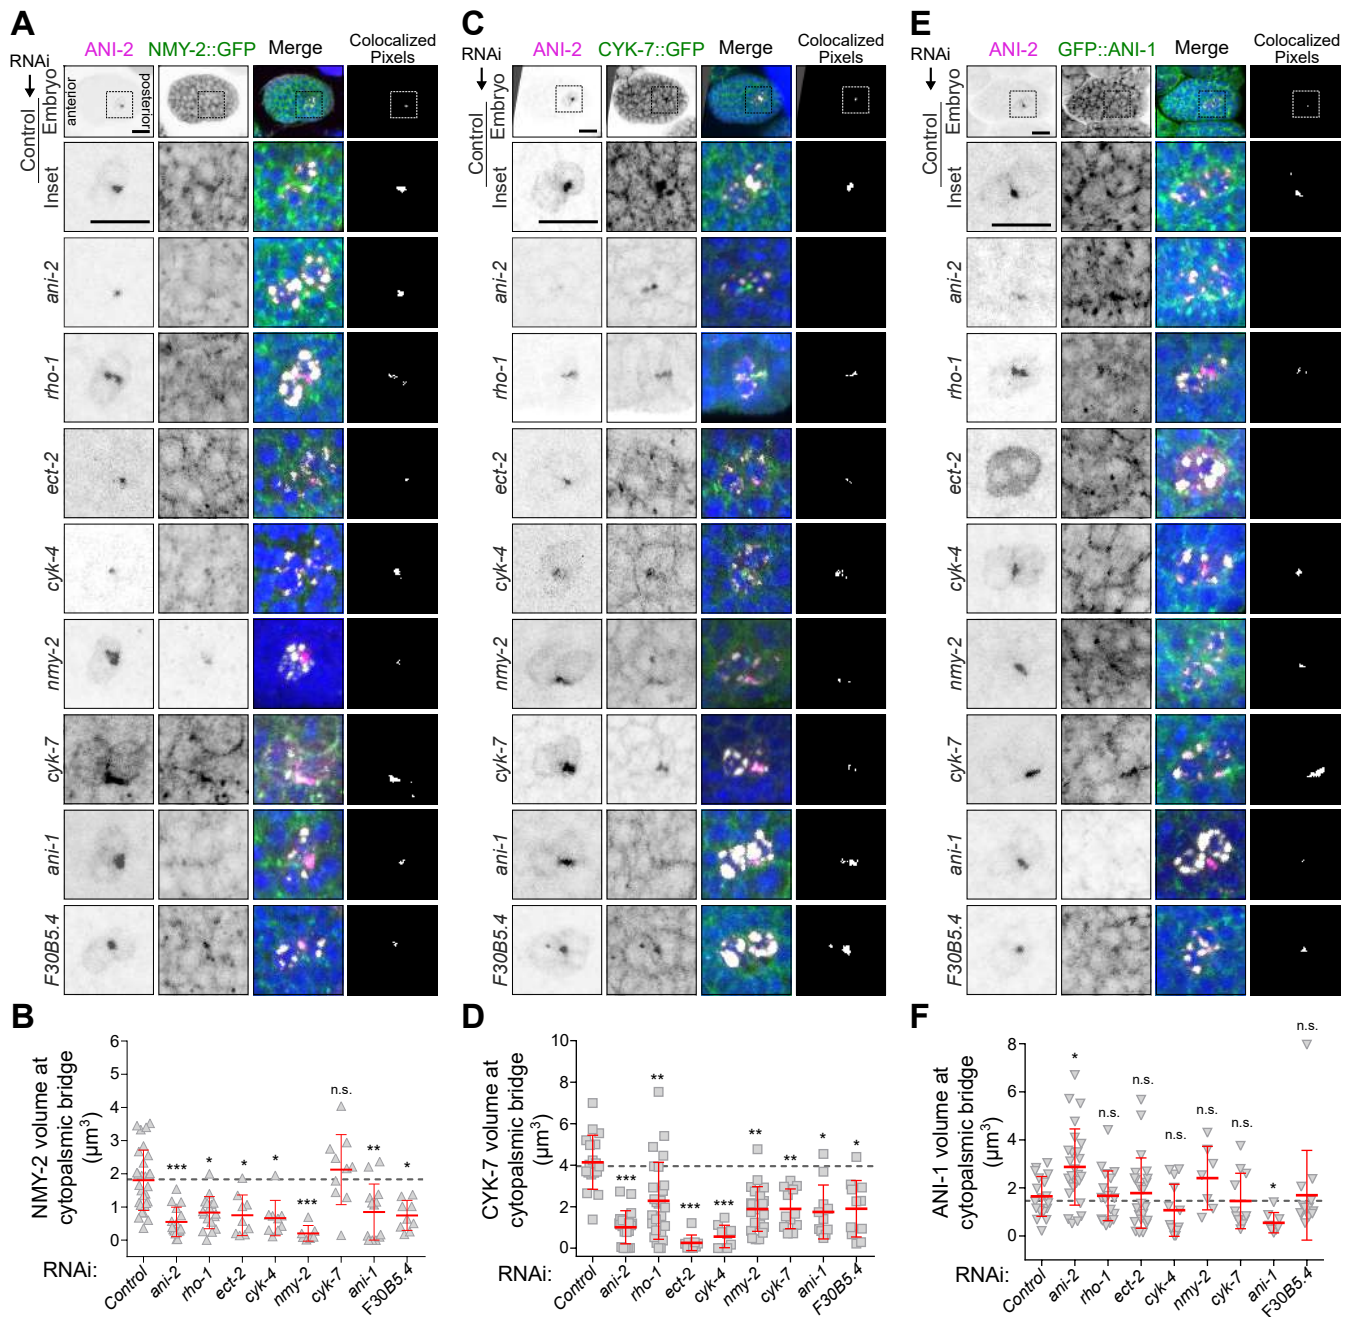 A
C
E
ANI-2 NMY-2::GFP Merge Colocalized Pixels
ANI-2 CYK-7::GFP Merge Colocalized Pixels
ANI-2 GFP::ANI-1 Merge Colocalized Pixels
RNAi
RNAi
RNAi
Control
Embryo
Inset
anterior
posterior
Control
Embryo
Inset
Control
Embryo
Inset
ani-2
ani-2
ani-2
rho-1
rho-1
rho-1
ect-2
ect-2
ect-2
cyk-4
cyk-4
cyk-4
nmy-2
nmy-2
nmy-2
cyk-7
cyk-7
cyk-7
ani-1
ani-1
ani-1
F30B5.4
F30B5.4
F30B5.4
B
NMY-2 volume at
cytopalsmic bridge
(µm³)
6
5
4
3
2
1
0
***
*
*
*
***
n.s.
**
*
RNAi:
Control
ani-2
rho-1
ect-2
cyk-4
nmy-2
cyk-7
ani-1
F30B5.4
D
CYK-7 volume at
cytopalsmic bridge
(µm³)
10
8
6
4
2
0
***
**
***
***
**
**
*
*
RNAi:
Control
ani-2
rho-1
ect-2
cyk-4
nmy-2
cyk-7
ani-1
F30B5.4
F
ANI-1 volume at
cytopalsmic bridge
(µm³)
8
6
4
2
0
*
n.s.
n.s.
n.s.
n.s.
n.s.
*
n.s.
RNAi:
Control
ani-2
rho-1
ect-2
cyk-4
nmy-2
cyk-7
ani-1
F30B5.4